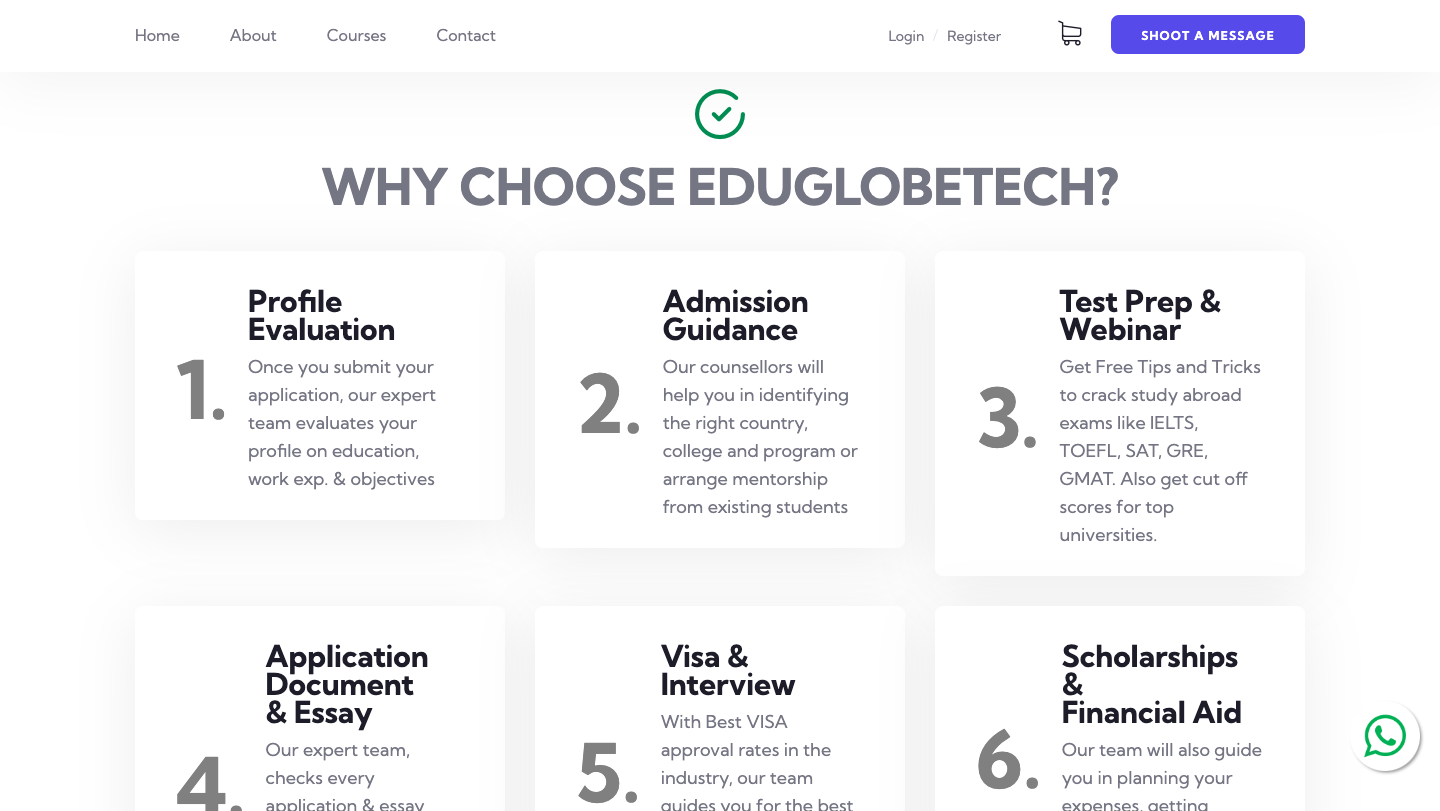 Home
About
Courses
Contact
Login / Register
SHOOT A MESSAGE
WHY CHOOSE EDUGLOBETECH?
1.
Profile
Evaluation
Once you submit your
application, our expert
team evaluates your
profile on education,
work exp. & objectives
2.
Admission
Guidance
Our counsellors will
help you in identifying
the right country,
college and program or
arrange mentorship
from existing students
3.
Test Prep &
Webinar
Get Free Tips and Tricks
to crack study abroad
exams like IELTS,
TOEFL, SAT, GRE,
GMAT. Also get cut off
scores for top
universities.
4.
Application
Document
& Essay
Our expert team,
checks every
application & essay
5.
Visa &
Interview
With Best VISA
approval rates in the
industry, our team
guides you for the best
6.
Scholarships
&
Financial Aid
Our team will also guide
you in planning your
expenses, getting